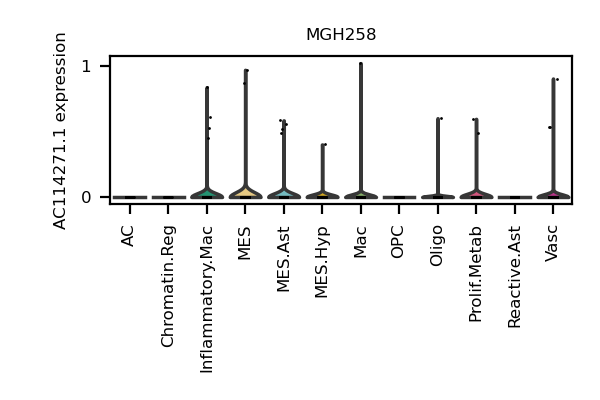 MGH258
AC114271.1 expression
1
0
AC
Chromatin.Reg
Inflammatory.Mac
MES
MES.Ast
MES.Hyp
Mac
OPC
Oligo
Prolif.Metab
Reactive.Ast
Vasc